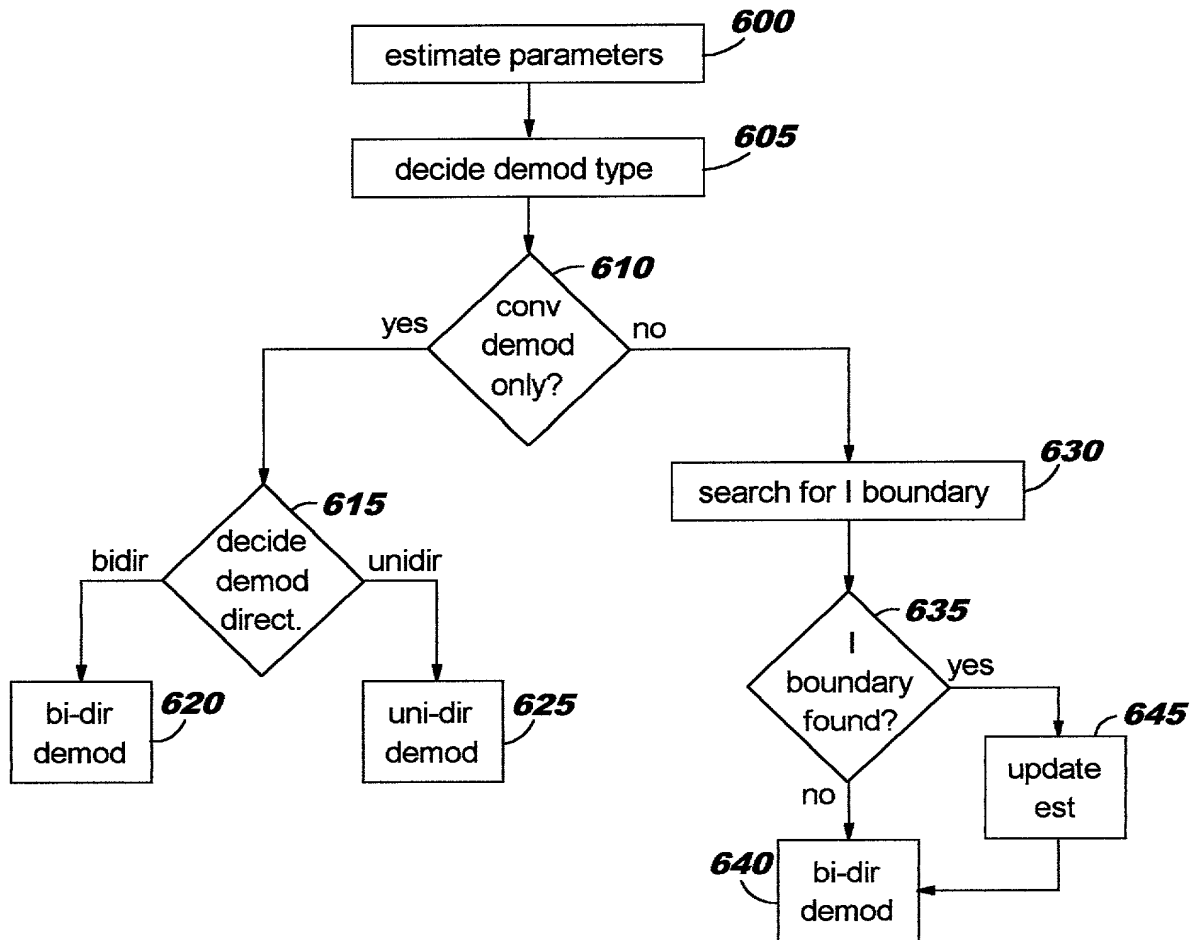 600
estimate parameters
605
decide demod type
610
conv
demod
only?
yes
no
615
decide
demod
direct.
bidir
unidir
bi-dir
demod
620
uni-dir
demod
625
630
search for I boundary
635
I
boundary
found?
yes
no
645
update
est
640
bi-dir
demod